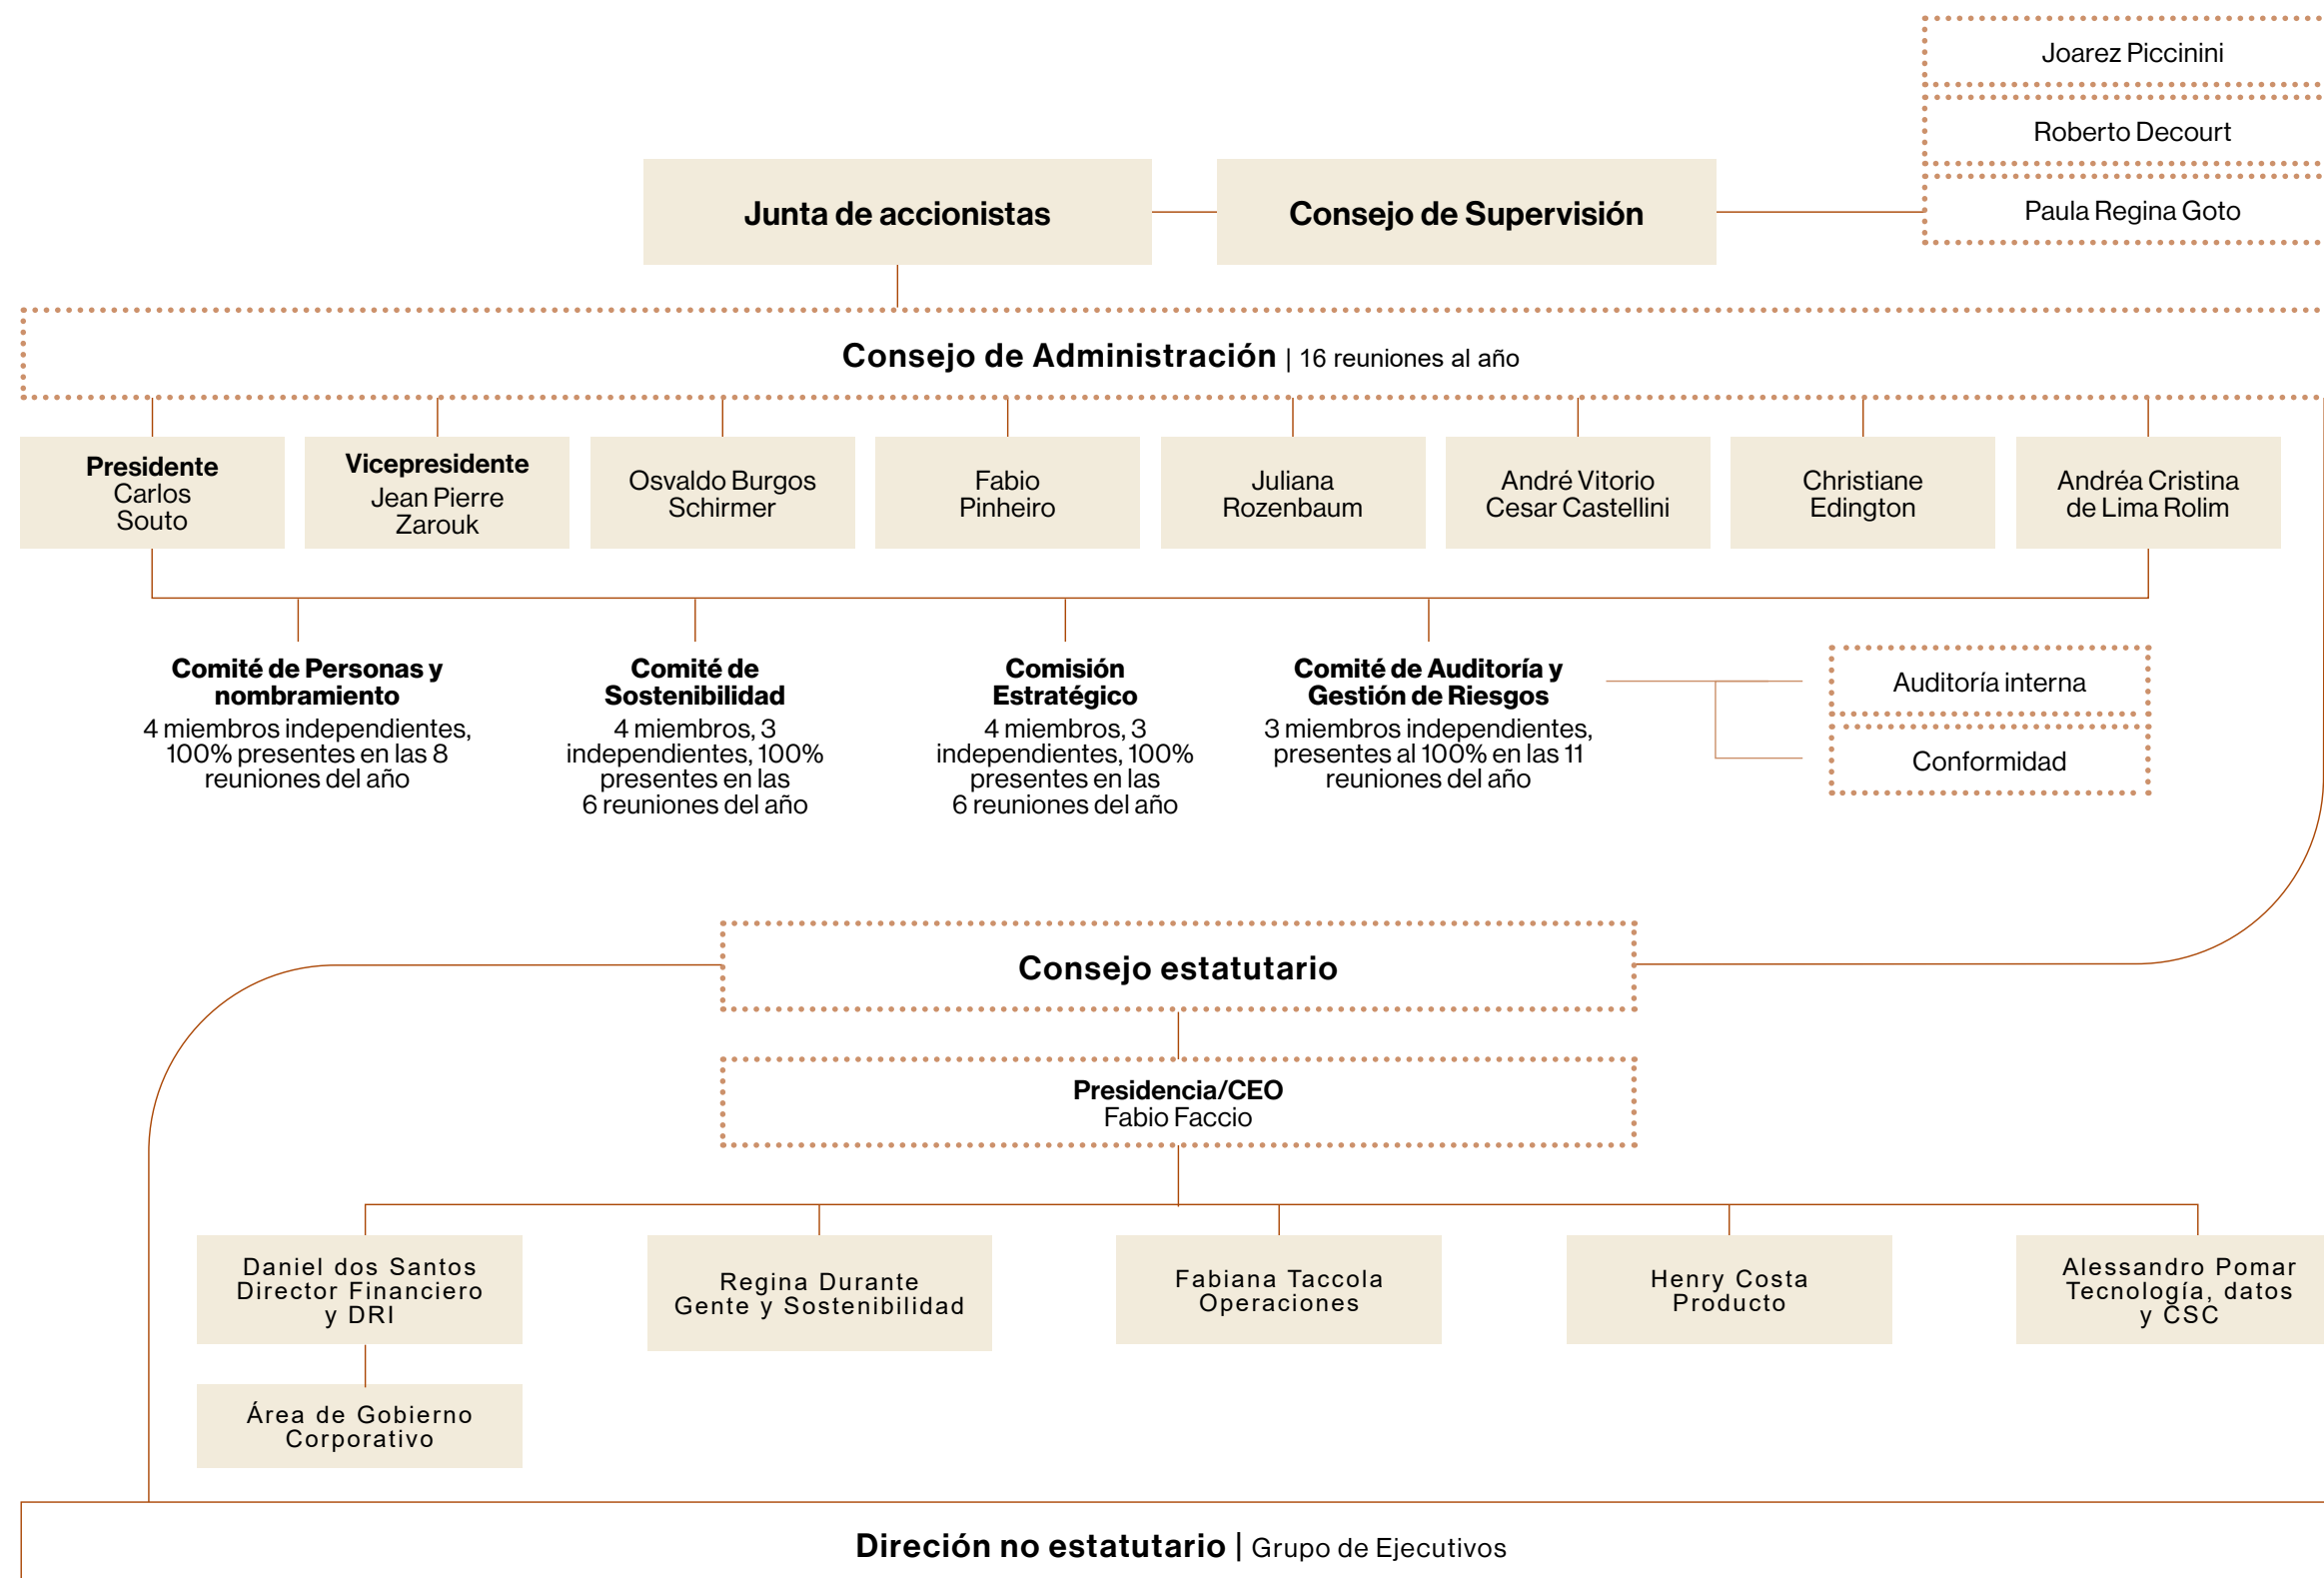 Joarez Piccinini
Roberto Decourt
Paula Regina Goto
Junta de accionistas
Consejo de Supervisión
Consejo de Administración | 16 reuniones al año
Presidente
Carlos
Souto
Vicepresidente
Jean Pierre
Zarouk
Osvaldo Burgos
Schirmer
Fabio
Pinheiro
Juliana
Rozenbaum
André Vitorio
Cesar Castellini
Christiane
Edington
Andréa Cristina
de Lima Rolim
Comité de Personas y
nombramiento
4 miembros independientes,
100% presentes en las 8
reuniones del año
Comité de
Sostenibilidad
4 miembros, 3
independientes, 100%
presentes en las
6 reuniones del año
Comisión
Estratégico
4 miembros, 3
independientes, 100%
presentes en las
6 reuniones del año
Comité de Auditoría y
Gestión de Riesgos
3 miembros independientes,
presentes al 100% en las 11
reuniones del año
Auditoría interna
Conformidad
Consejo estatutario
Presidencia/CEO
Fabio Faccio
Daniel dos Santos
Director Financiero
y DRI
Regina Durante
Gente y Sostenibilidad
Fabiana Taccola
Operaciones
Henry Costa
Producto
Alessandro Pomar
Tecnología, datos
y CSC
Área de Gobierno
Corporativo
Direción no estatutario | Grupo de Ejecutivos